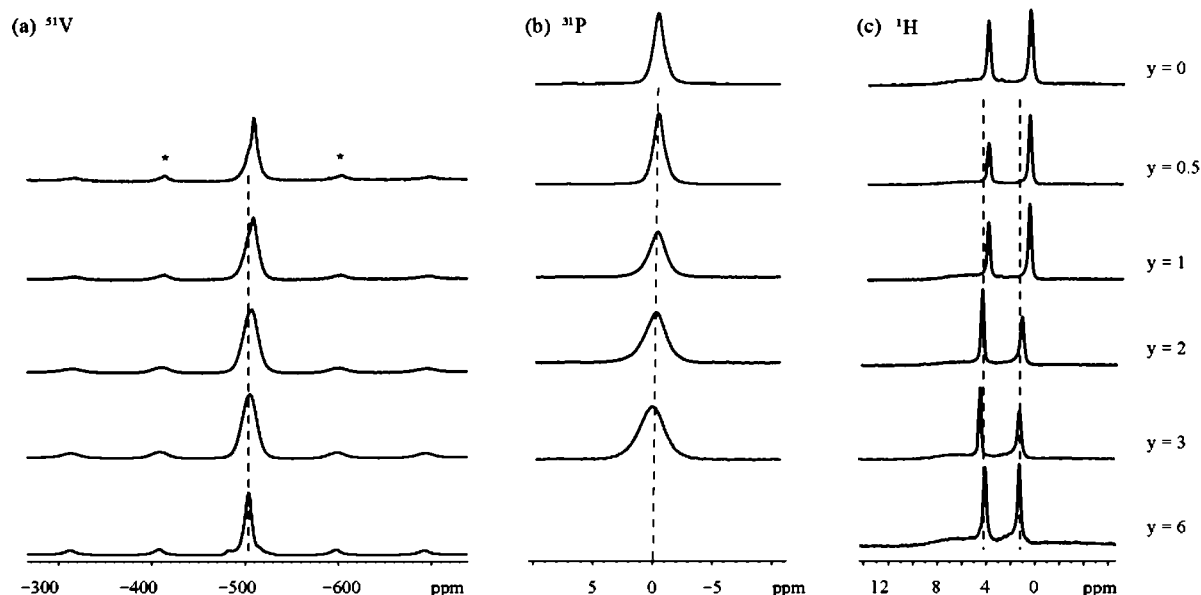 (a) ⁵¹V
(b) ³¹P
(c) ¹H
y = 0
y = 0.5
* *
y = 1
y = 2
y = 3
y = 6
−300 −400 −500 −600 ppm
5 0 −5 ppm
12 8 4 0 ppm